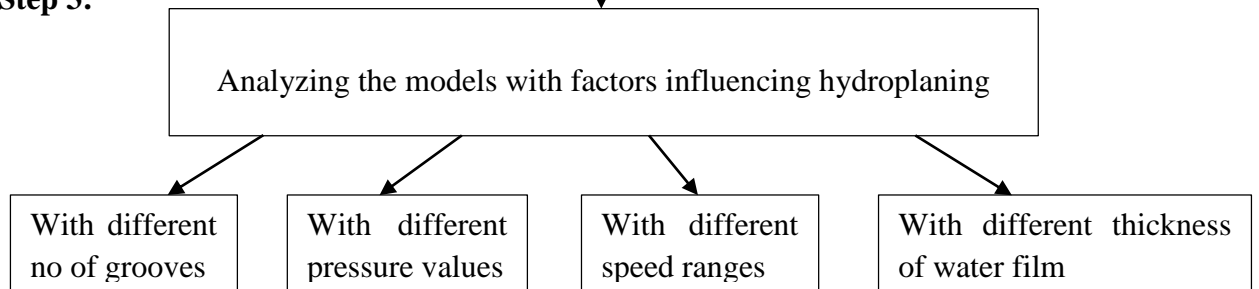 Step 3:
Analyzing the models with factors influencing hydroplaning
With different
no of grooves
With different
pressure values
With different
speed ranges
With different thickness
of water film